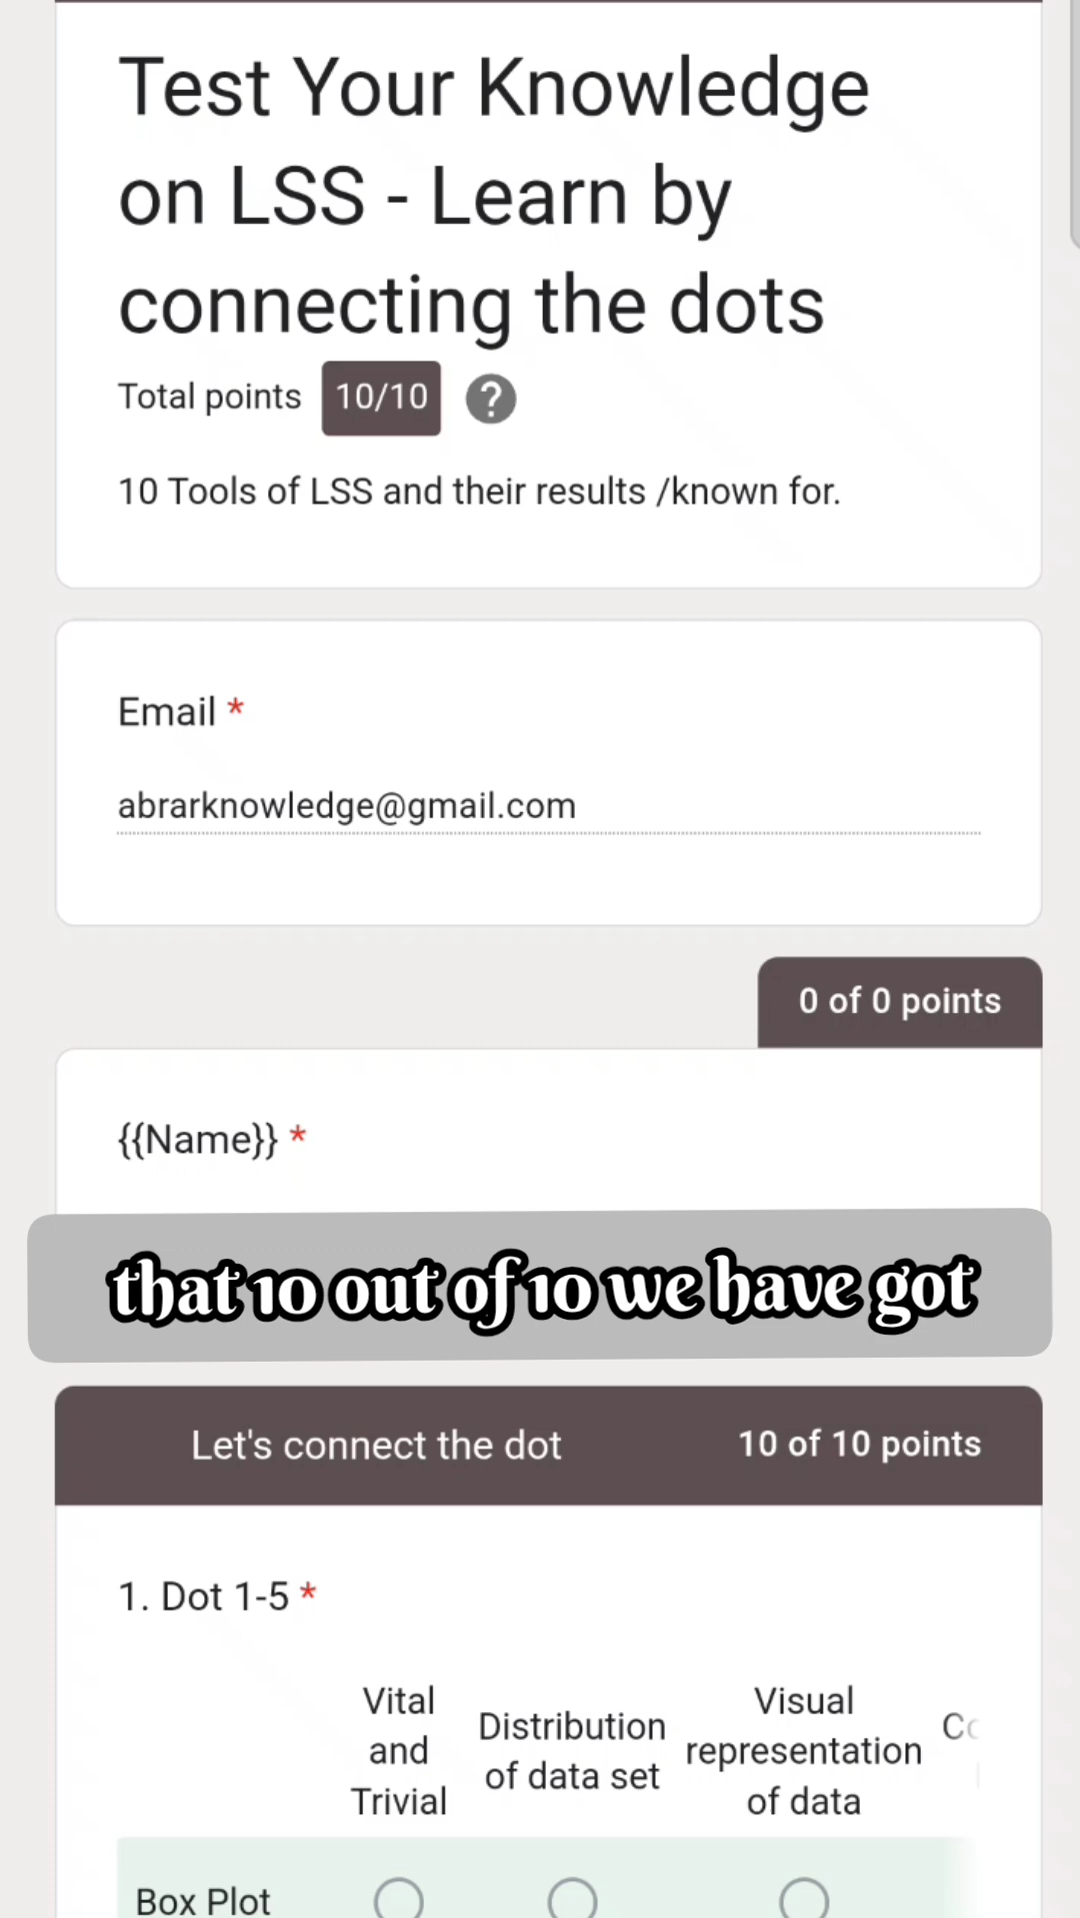 Test Your Knowledge
on LSS - Learn by
connecting the dots
Total points 10/10 ?
10 Tools of LSS and their results /known for.
Email *
abrarknowledge@gmail.com
0 of 0 points
{{Name}} *
that 10 out of 10 we have got
Let's connect the dot 10 of 10 points
1. Dot 1-5 *
Vital
and
Trivial
Distribution
of data set
Visual
representation
of data
Box Plot